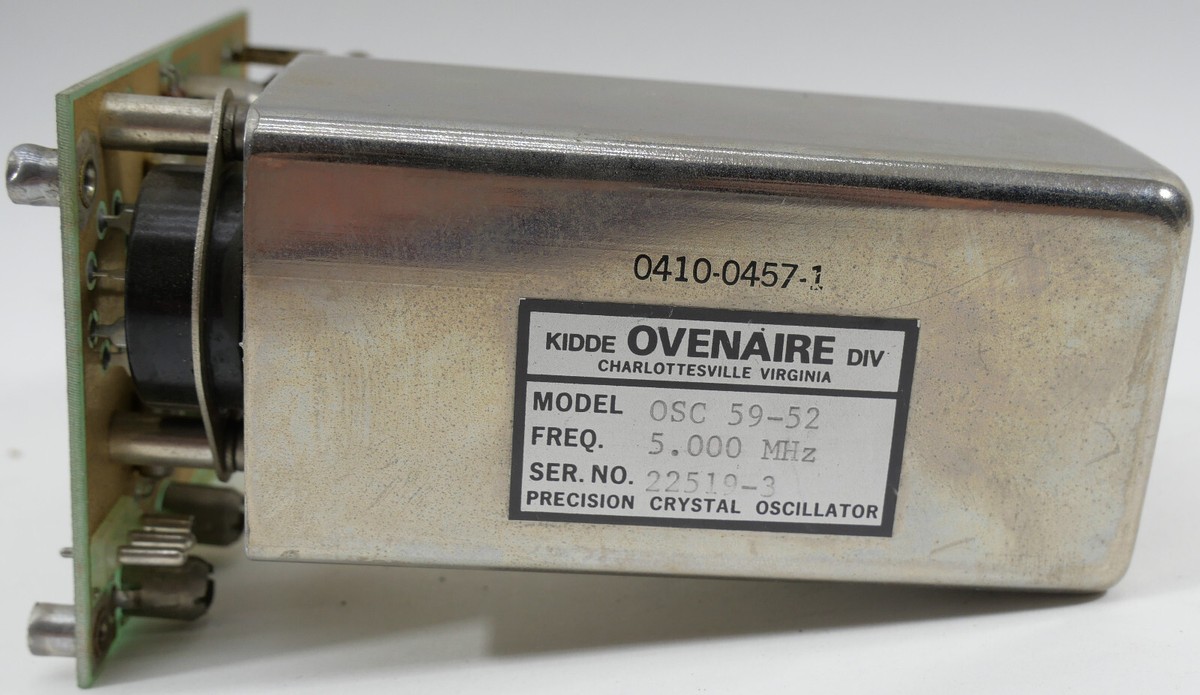 0410-0457-1
KIDDE OVENAIRE DIV
CHARLOTTESVILLE VIRGINIA
MODEL OSC 59-52
FREQ. 5.000 MHz
SER. NO. 22519-3
PRECISION CRYSTAL OSCILLATOR